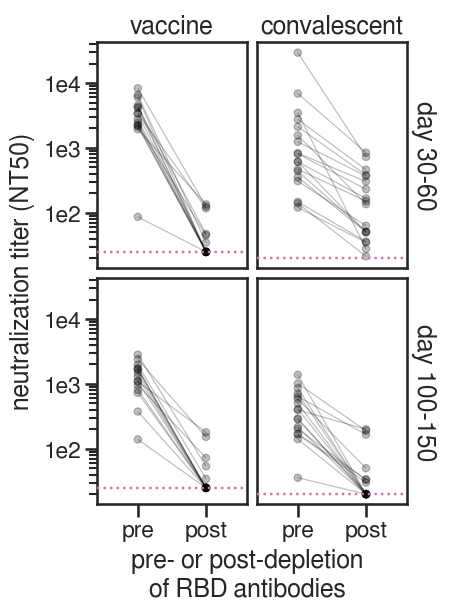 vaccine convalescent
neutralization titer (NT50)
1e4
1e3
1e2
day 30-60
1e4
1e3
1e2
day 100-150
pre post pre post
pre- or post-depletion
of RBD antibodies